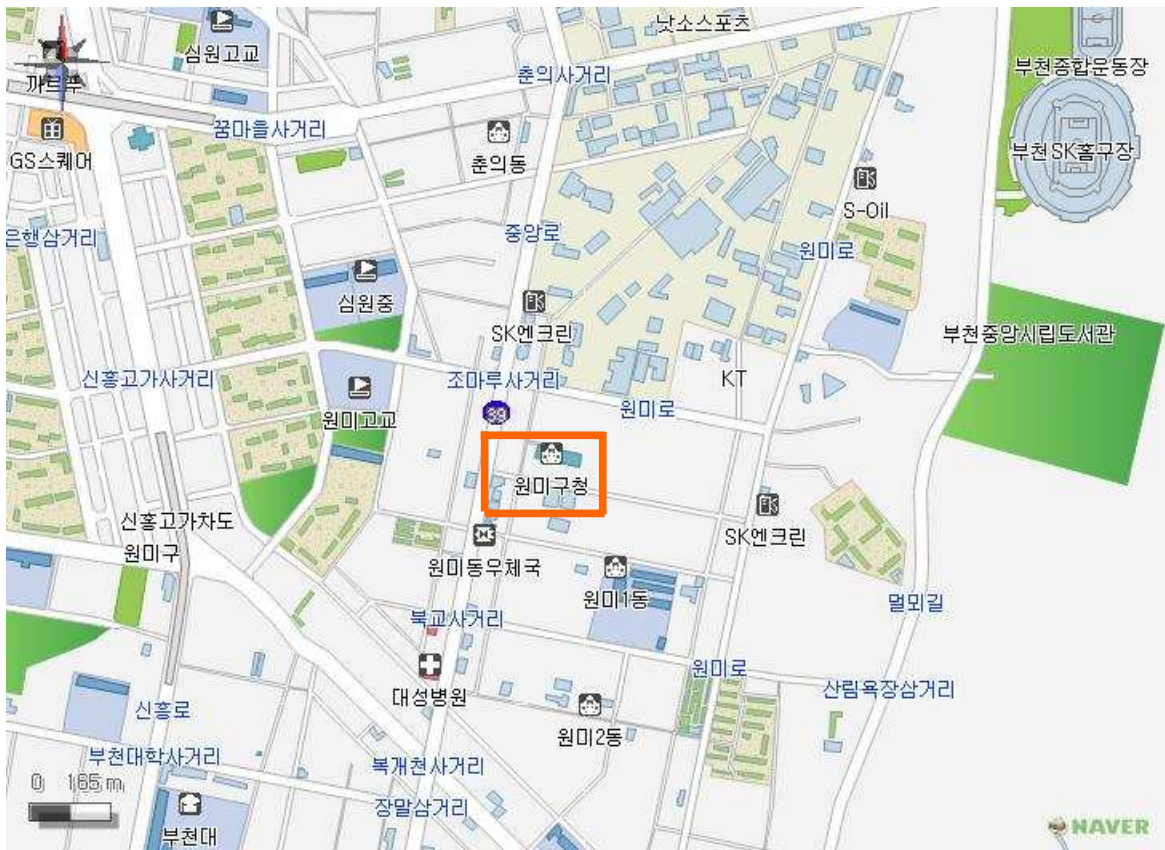 낫소스포츠
심원고교
부천종합운동장
까르푸
춘의사거리
꿈마을사거리
춘의동
GS스퀘어
부천SK홈구장
S-Oil
은행삼거리
중앙로
원미로
심원중
SK엔크린
부천중앙시립도서관
신흥고가사거리
조마루사거리
KT
원미로
원미고교
39
원미구청
신흥고가차도
SK엔크린
원미구
원미동우체국
원미1동
멀뫼길
북교사거리
원미로
대성병원
산림욕장삼거리
신흥로
원미2동
부천대학사거리
복개천사거리
0 165 m
장말삼거리
부천대
NAVER